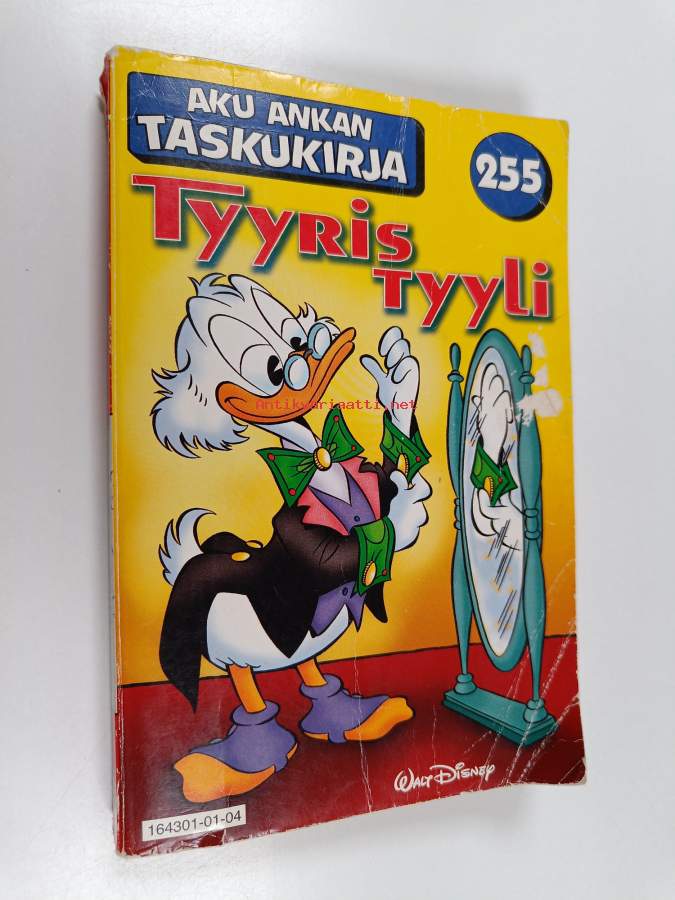 AKU ANKAN
TASKUKIRJA
255
TYYRIS
TYYLI
Antikvariaatti.net
WALT DISNEY
164301-01-04